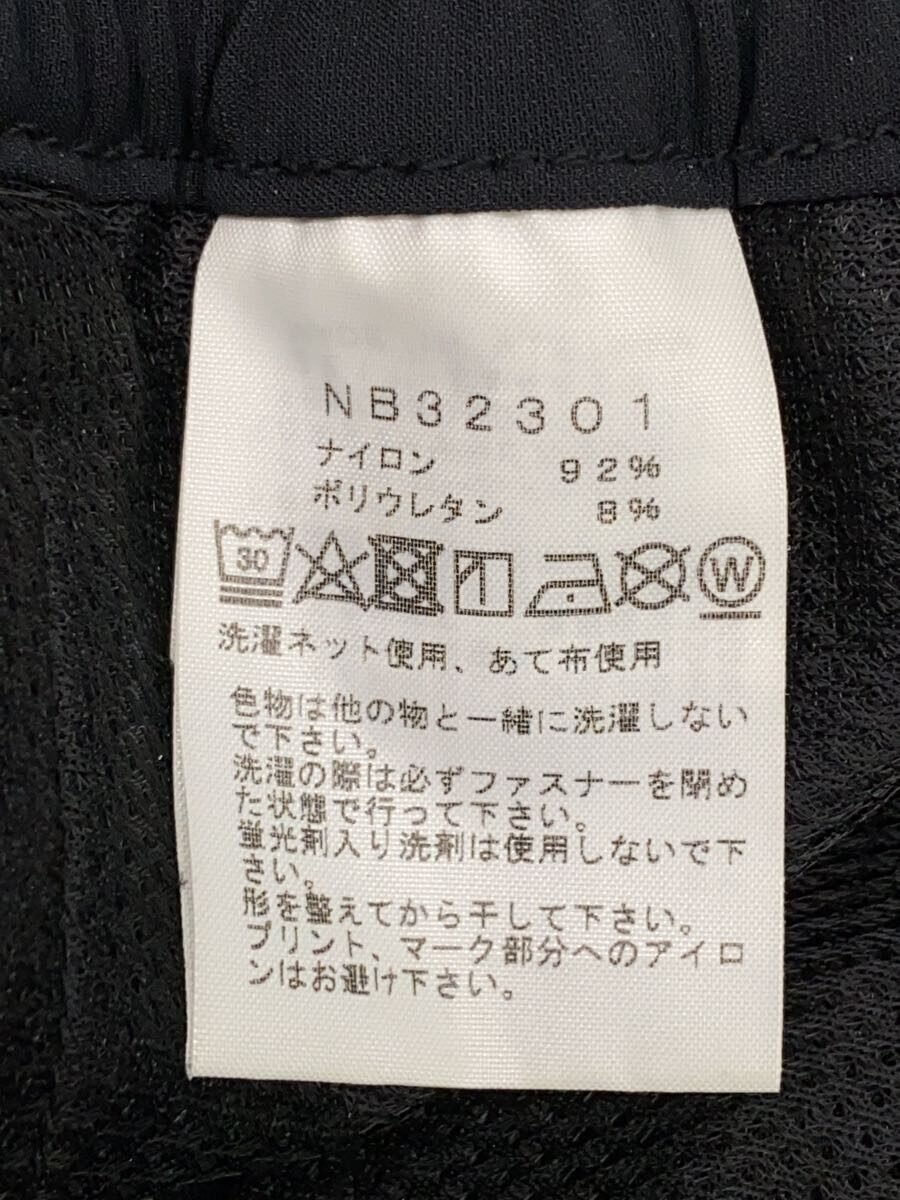 NB32301
ナイロン 92%
ポリウレタン 8%
30
W
洗濯ネット使用、あて布使用
色物は他の物と一緒に洗濯しない
で下さい。
洗濯の際は必ずファスナーを閉め
た状態で行って下さい。
蛍光剤入り洗剤は使用しないで下
さい。
形を整えてから干して下さい。
プリント、マーク部分へのアイロ
ンはお避け下さい。